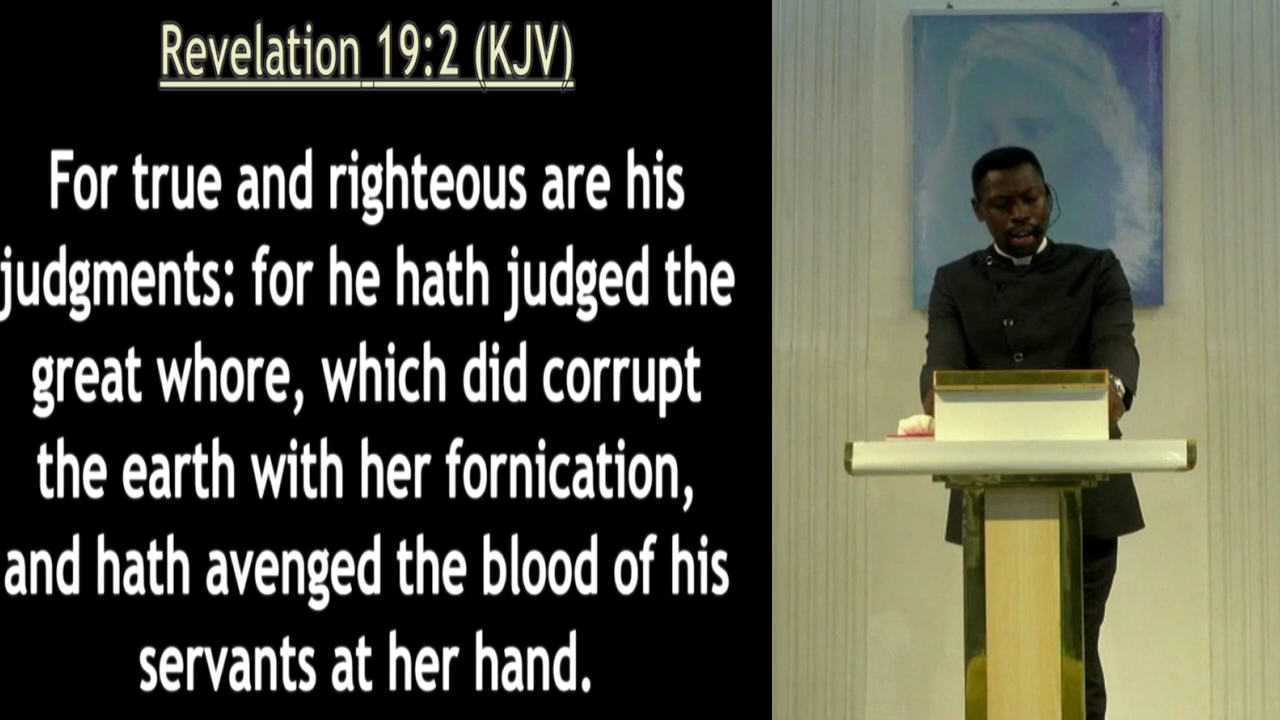 Revelation 19:2 (KJV)
For true and righteous are his
judgments: for he hath judged the
great whore, which did corrupt
the earth with her fornication,
and hath avenged the blood of his
servants at her hand.